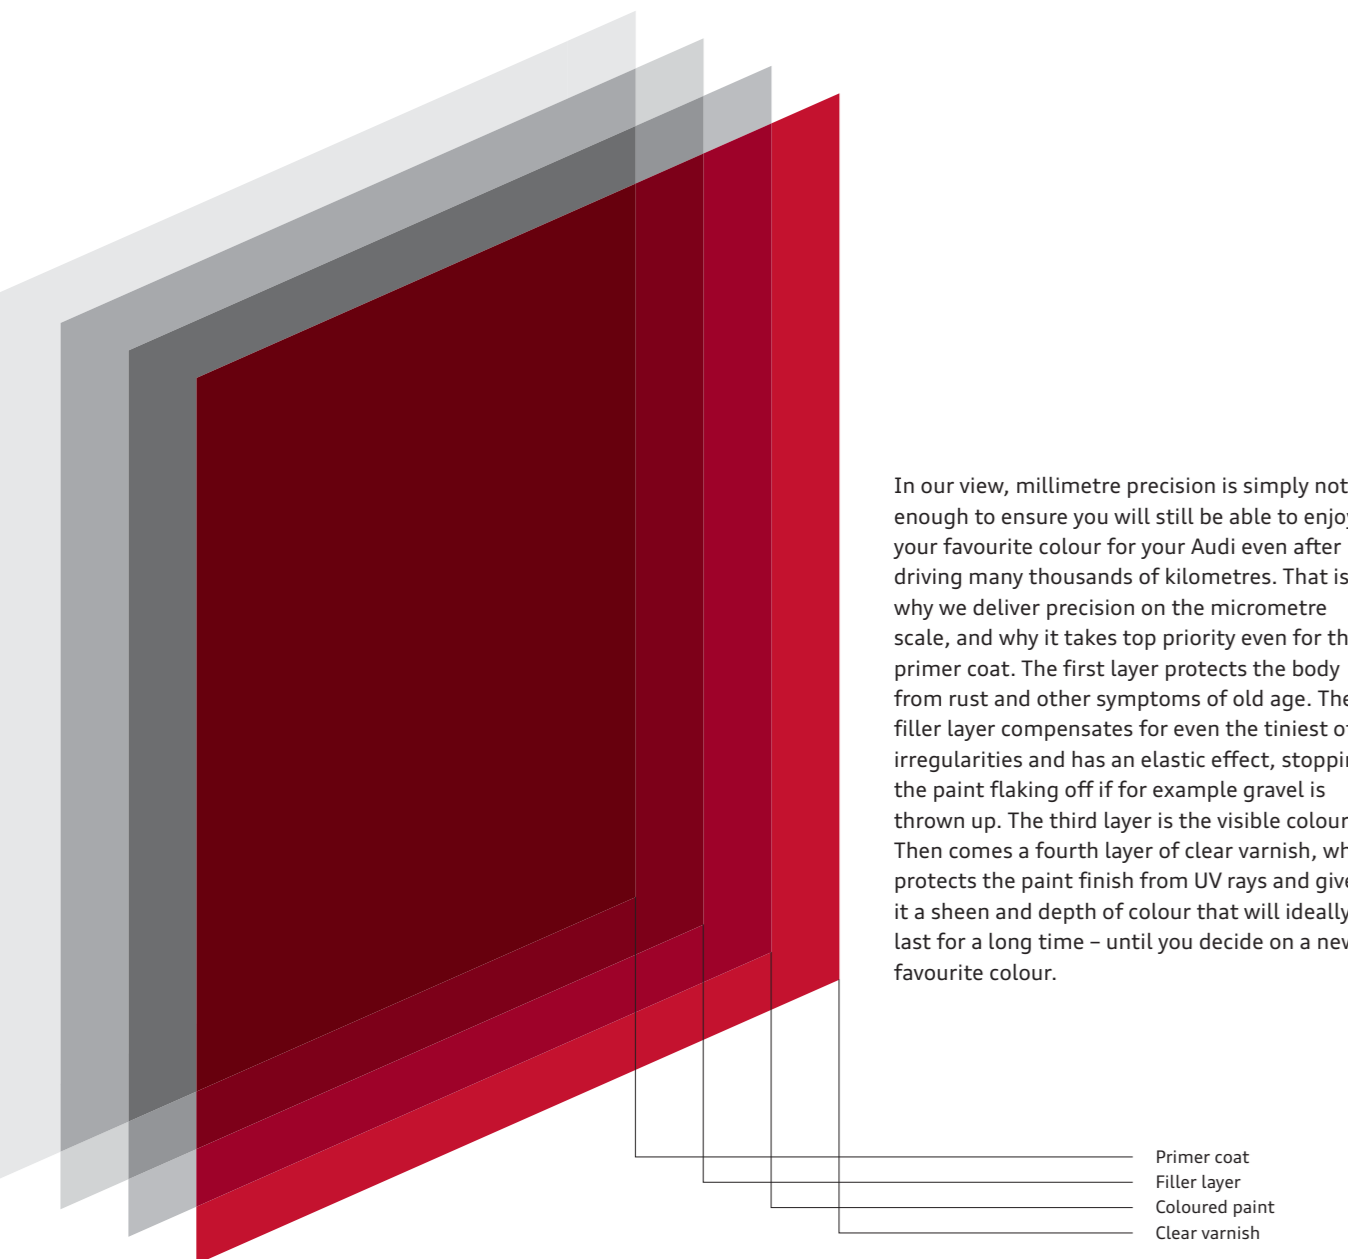 In our view, millimetre precision is simply not
enough to ensure you will still be able to enjoy
your favourite colour for your Audi even after
driving many thousands of kilometres. That is
why we deliver precision on the micrometre
scale, and why it takes top priority even for th
primer coat. The first layer protects the body
from rust and other symptoms of old age. The
filler layer compensates for even the tiniest of
irregularities and has an elastic effect, stoppin
the paint flaking off if for example gravel is
thrown up. The third layer is the visible colour
Then comes a fourth layer of clear varnish, wh
protects the paint finish from UV rays and give
it a sheen and depth of colour that will ideally
last for a long time – until you decide on a new
favourite colour.
Primer coat
Filler layer
Coloured paint
Clear varnish